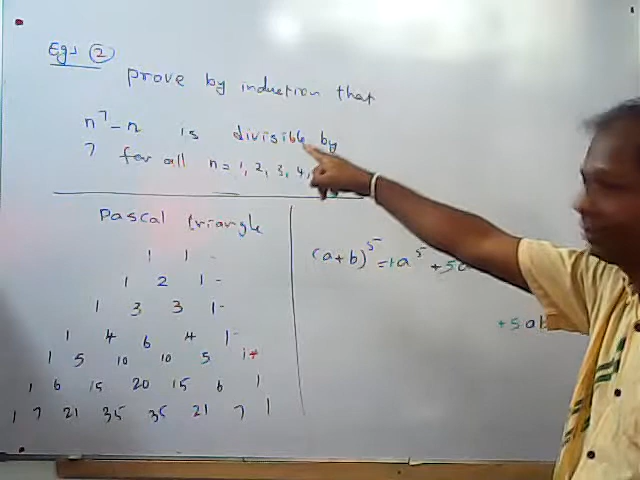 Egs 2
prove by induction that
n⁷ - n is divisible by
7 for all n = 1, 2, 3, 4,
Pascal triangle
1 1 -
1 2 1 -
1 3 3 1 -
1 4 6 4 1 -
1 5 10 10 5 1
1 6 15 20 15 6 1
1 7 21 35 35 21 7 1
(a+b)⁵ = 1a⁵ + 5a
+ 5ab